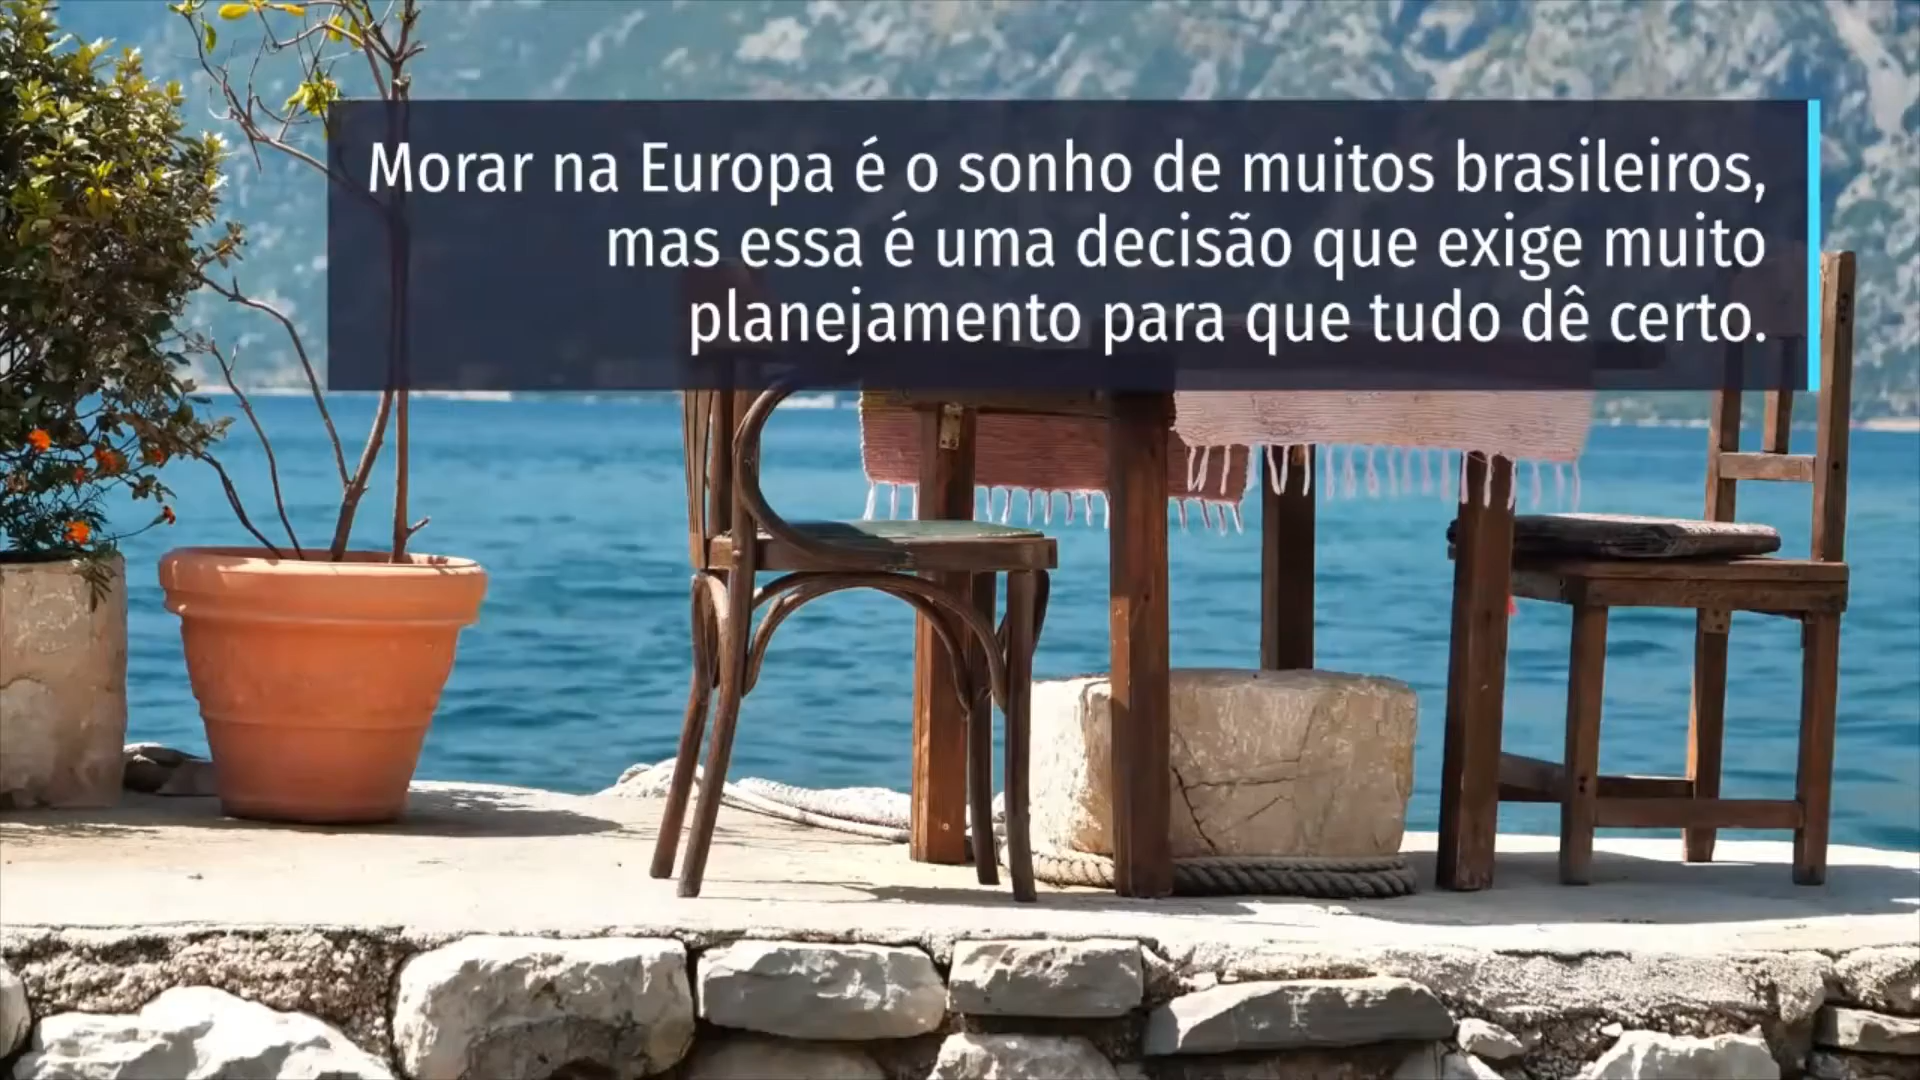 Morar na Europa é o sonho de muitos brasileiros,
mas essa é uma decisão que exige muito
planejamento para que tudo dê certo.